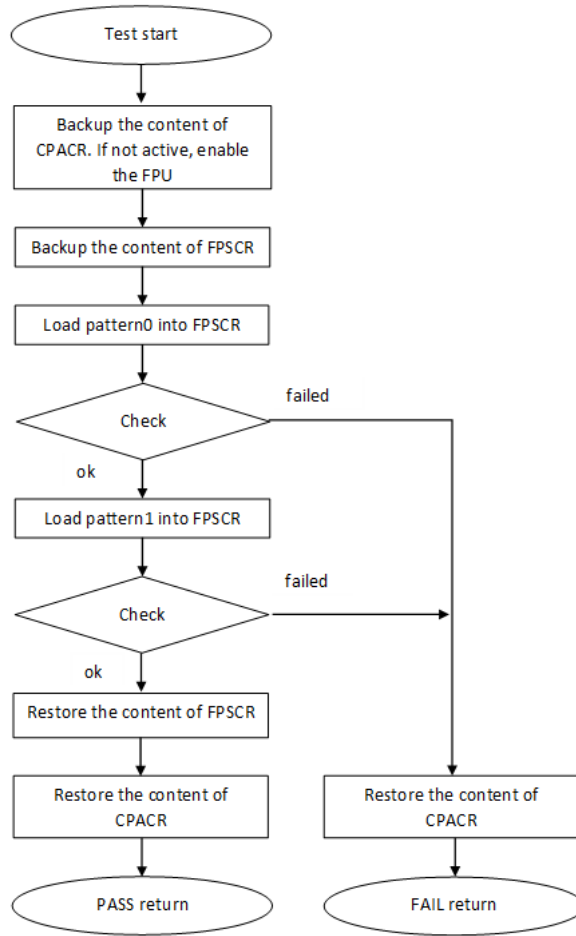 Test start
Backup the content of
CPACR. If not active, enable
the FPU
Backup the content of FPSCR
Load pattern0 into FPSCR
failed
Check
ok
Load pattern1 into FPSCR
failed
Check
ok
Restore the content of FPSCR
Restore the content of
CPACR
Restore the content of
CPACR
PASS return
FAIL return